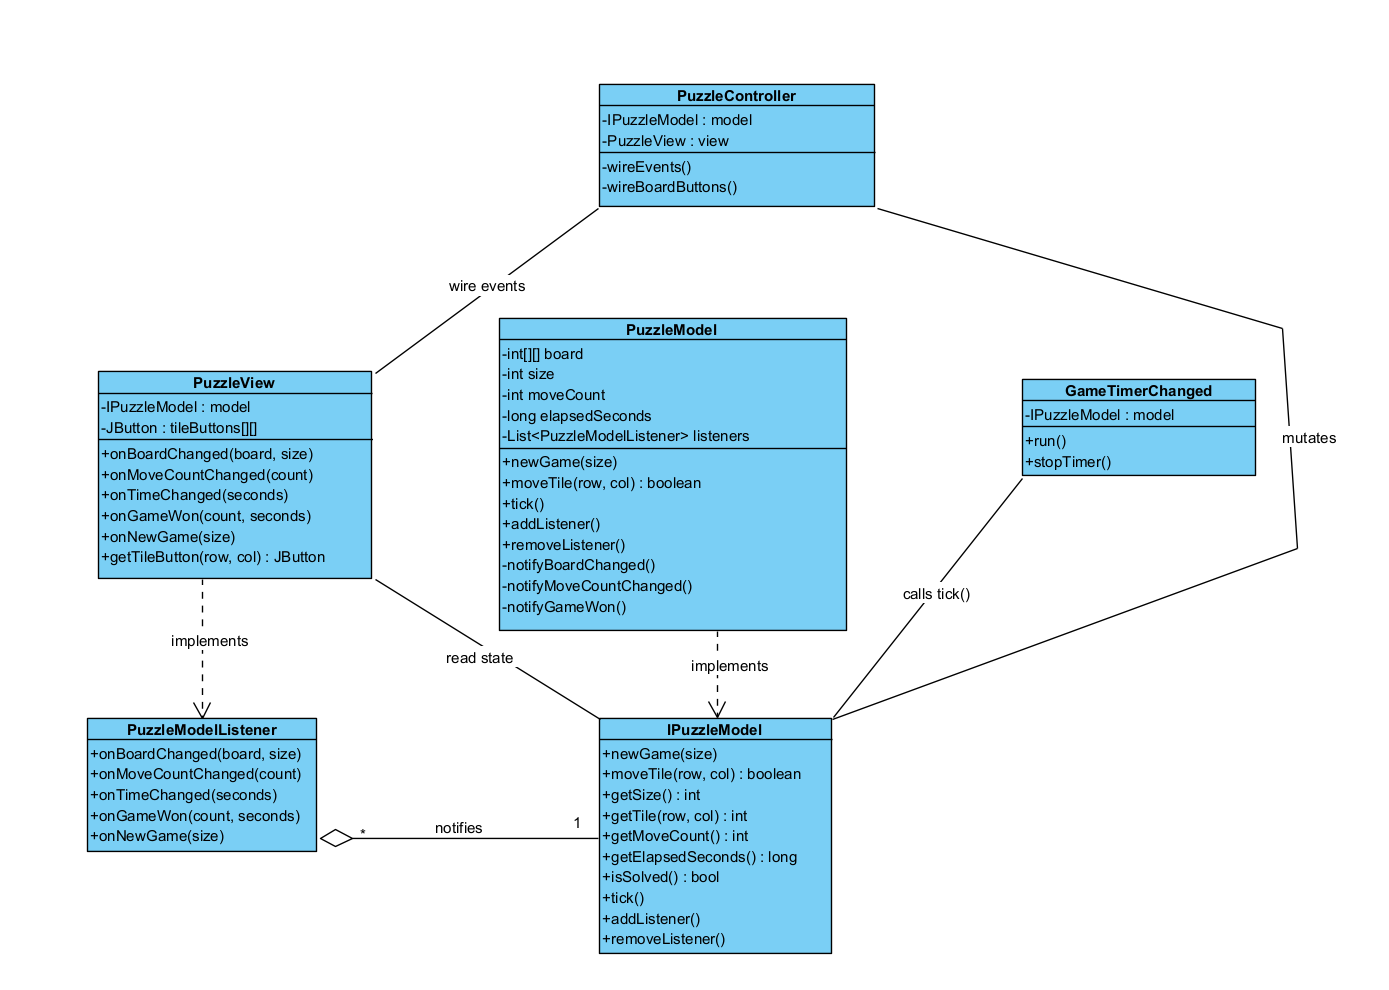 PuzzleController
-IPuzzleModel : model
-PuzzleView : view
-wireEvents()
-wireBoardButtons()
wire events
PuzzleModel
-int[][] board
-int size
-int moveCount
-long elapsedSeconds
-List<PuzzleModelListener> listeners
+newGame(size)
+moveTile(row, col) : boolean
+tick()
+addListener()
+removeListener()
-notifyBoardChanged()
-notifyMoveCountChanged()
-notifyGameWon()
PuzzleView
-IPuzzleModel : model
-JButton : tileButtons[][]
+onBoardChanged(board, size)
+onMoveCountChanged(count)
+onTimeChanged(seconds)
+onGameWon(count, seconds)
+onNewGame(size)
+getTileButton(row, col) : JButton
GameTimerChanged
-IPuzzleModel : model
+run()
+stopTimer()
mutates
calls tick()
implements
read state
implements
PuzzleModelListener
+onBoardChanged(board, size)
+onMoveCountChanged(count)
+onTimeChanged(seconds)
+onGameWon(count, seconds)
+onNewGame(size)
* notifies 1
IPuzzleModel
+newGame(size)
+moveTile(row, col) : boolean
+getSize() : int
+getTile(row, col) : int
+getMoveCount() : int
+getElapsedSeconds() : long
+isSolved() : bool
+tick()
+addListener()
+removeListener()